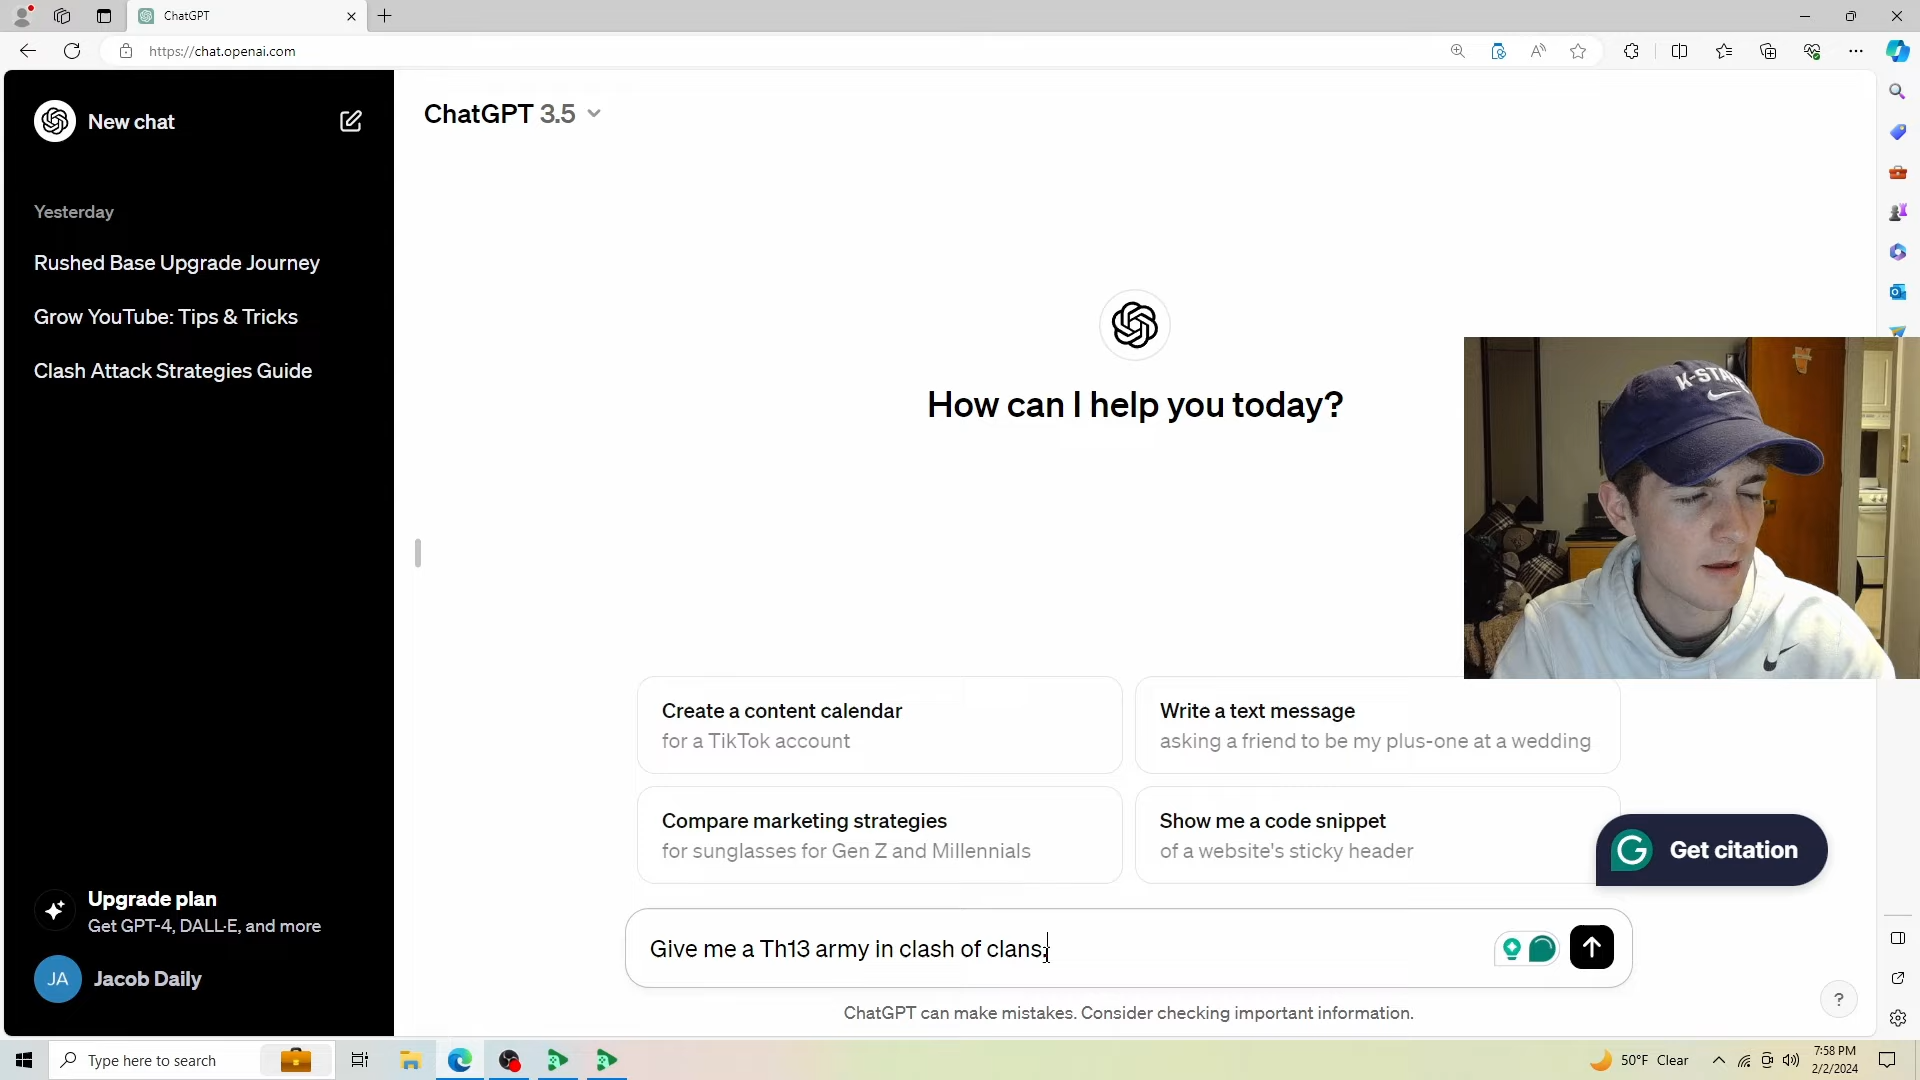 ChatGPT
https://chat.openai.com
New chat
ChatGPT 3.5
Yesterday
Rushed Base Upgrade Journey
Grow YouTube: Tips & Tricks
Clash Attack Strategies Guide
How can I help you today?
K-STATE
Create a content calendar
for a TikTok account
Write a text message
asking a friend to be my plus-one at a wedding
Compare marketing strategies
for sunglasses for Gen Z and Millennials
Show me a code snippet
of a website's sticky header
G Get citation
Upgrade plan
Get GPT-4, DALL·E, and more
Give me a Th13 army in clash of clans.
JA Jacob Daily
ChatGPT can make mistakes. Consider checking important information.
?
Type here to search
50°F Clear
7:58 PM
2/2/2024